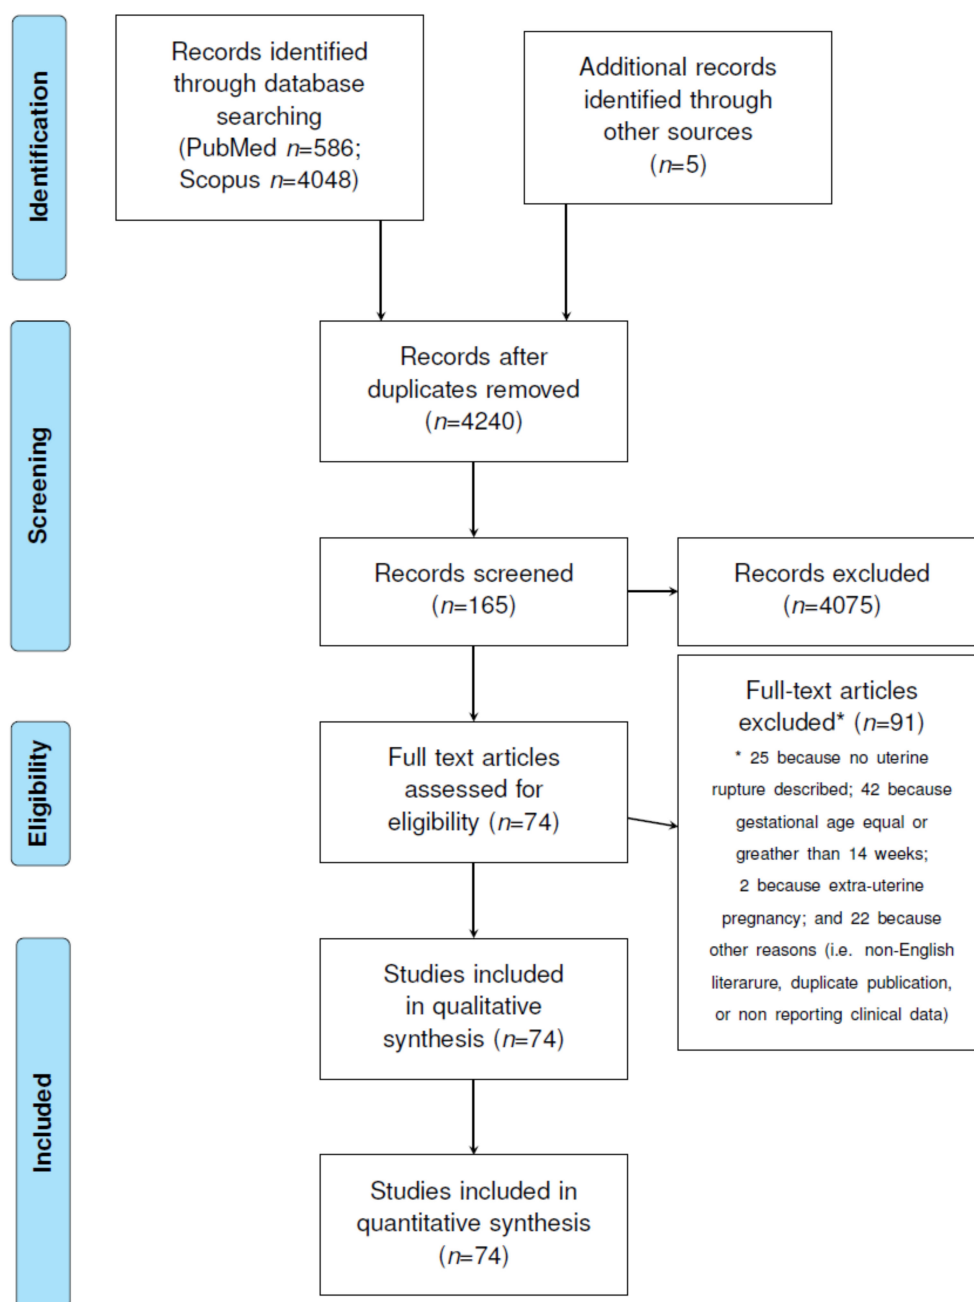 Identification
Records identified
through database
searching
(PubMed n=586;
Scopus n=4048)
Additional records
identified through
other sources
(n=5)
Screening
Records after
duplicates removed
(n=4240)
Records screened
(n=165)
Records excluded
(n=4075)
Eligibility
Full text articles
assessed for
eligibility (n=74)
Full-text articles
excluded* (n=91)
* 25 because no uterine
rupture described; 42 because
gestational age equal or
greather than 14 weeks;
2 because extra-uterine
pregnancy; and 22 because
other reasons (i.e. non-English
literarure, duplicate publication,
or non reporting clinical data)
Included
Studies included
in qualitative
synthesis (n=74)
Studies included in
quantitative synthesis
(n=74)